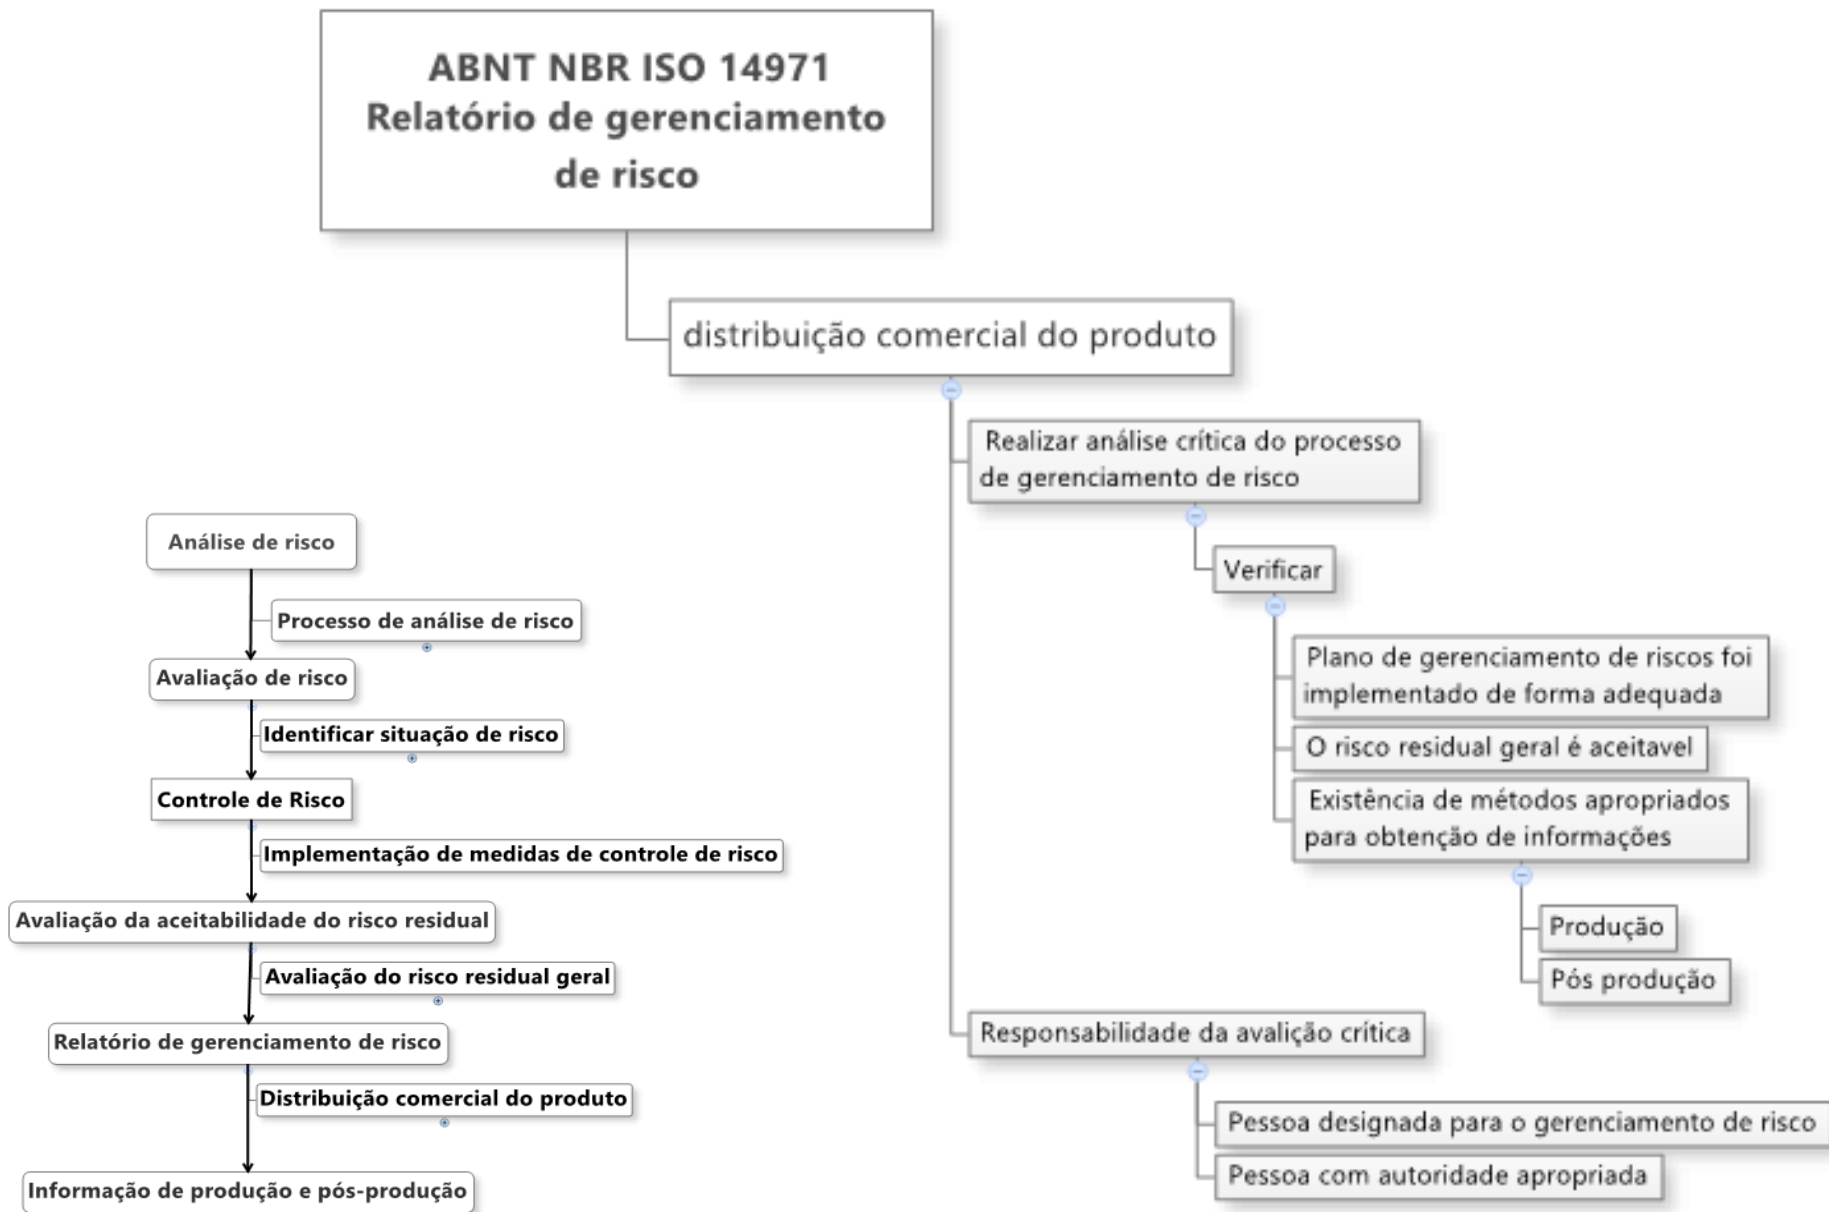 ABNT NBR ISO 14971
Relatório de gerenciamento
de risco
distribuição comercial do produto
Realizar análise crítica do processo
de gerenciamento de risco
Verificar
Plano de gerenciamento de riscos foi
implementado de forma adequada
O risco residual geral é aceitavel
Existência de métodos apropriados
para obtenção de informações
Produção
Pós produção
Responsabilidade da avalição crítica
Pessoa designada para o gerenciamento de risco
Pessoa com autoridade apropriada
Análise de risco
Processo de análise de risco
Avaliação de risco
Identificar situação de risco
Controle de Risco
Implementação de medidas de controle de risco
Avaliação da aceitabilidade do risco residual
Avaliação do risco residual geral
Relatório de gerenciamento de risco
Distribuição comercial do produto
Informação de produção e pós-produção